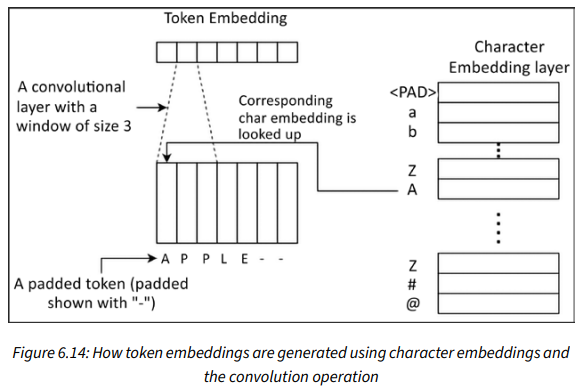 Token Embedding
Character
Embedding layer
A convolutional
layer with a
window of size 3
Corresponding
char embedding is
looked up
<PAD>
a
b
Z
A
A P P L E - -
A padded token (padded
shown with "-")
Z
#
@
Figure 6.14: How token embeddings are generated using character embeddings and
the convolution operation